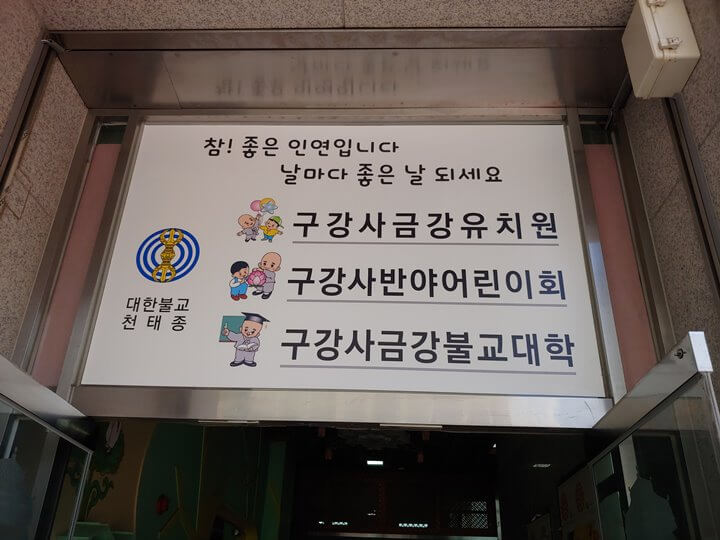 참! 좋은 인연입니다
날마다 좋은 날 되세요
구강사금강유치원
구강사반야어린이회
구강사금강불교대학
대한불교
천태종